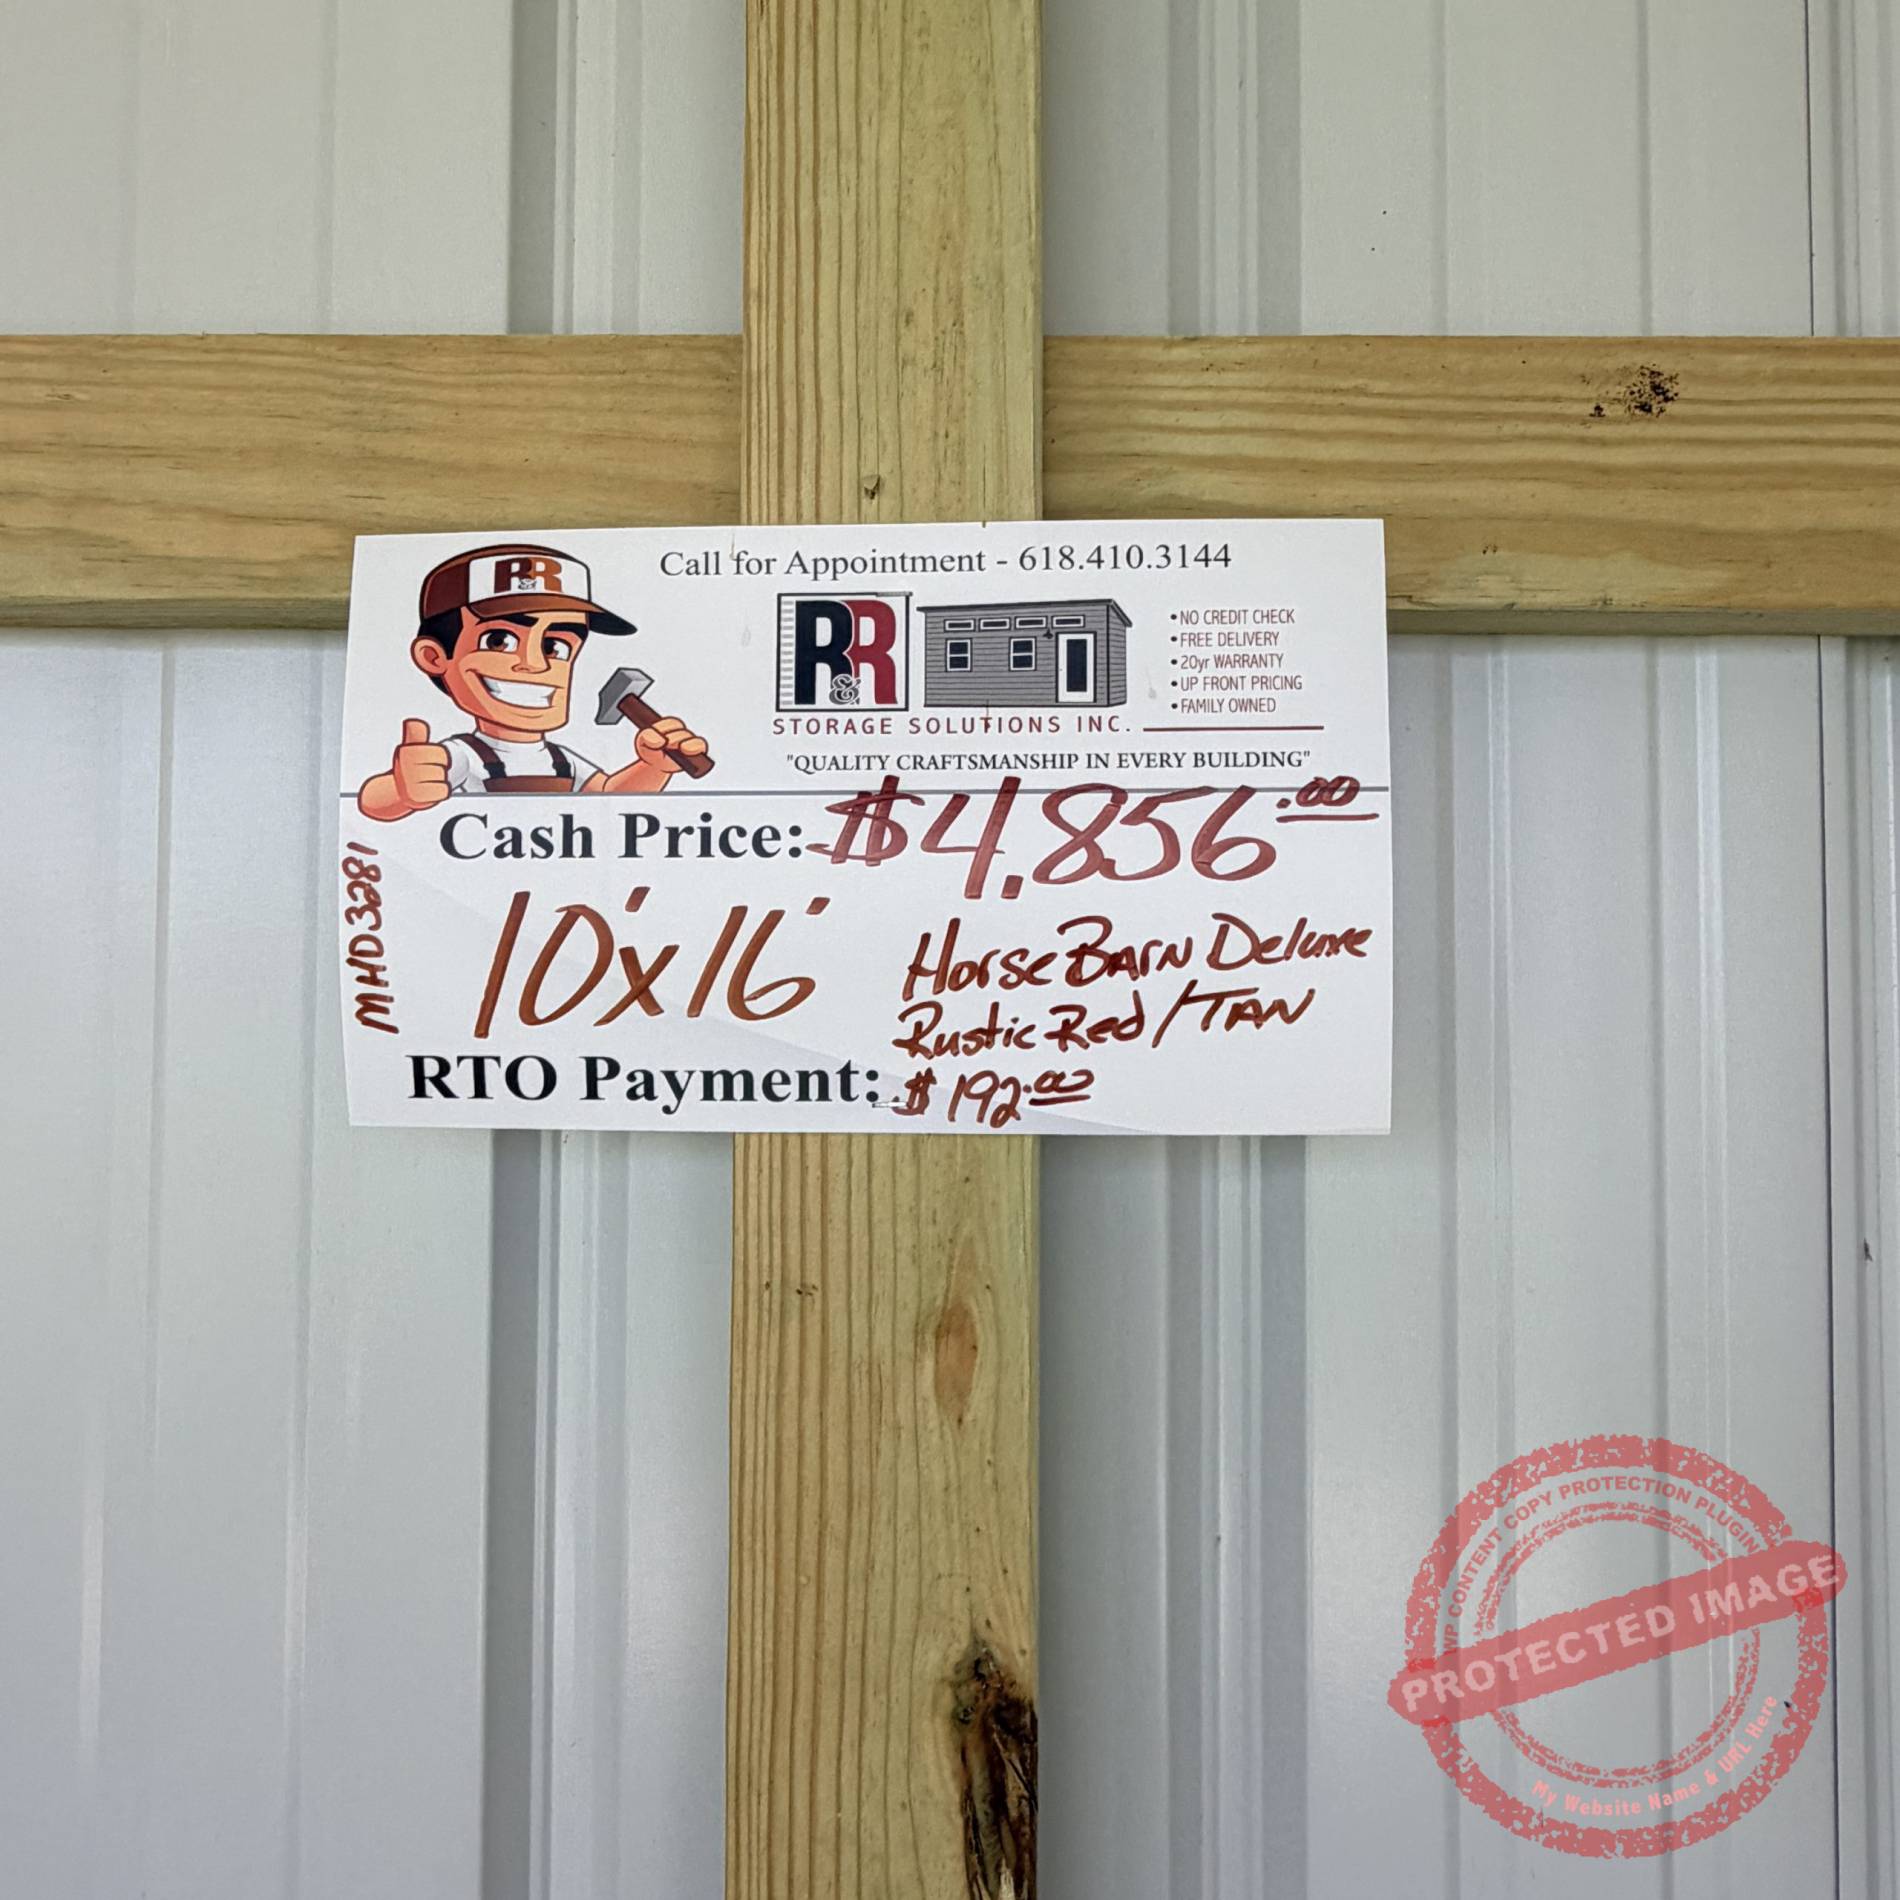 Call for Appointment - 618.410.3144
R&R
R&R
• NO CREDIT CHECK
• FREE DELIVERY
• 20yr WARRANTY
• UP FRONT PRICING
• FAMILY OWNED
STORAGE SOLUTIONS INC.
"QUALITY CRAFTSMANSHIP IN EVERY BUILDING"
Cash Price: $4,856.00
MHD3281
10'x16'
Horse Barn Deluxe
Rustic Red/TAN
RTO Payment: $192.00
WP CONTENT COPY PROTECTION PLUGIN
PROTECTED IMAGE
My Website Name & URL Here